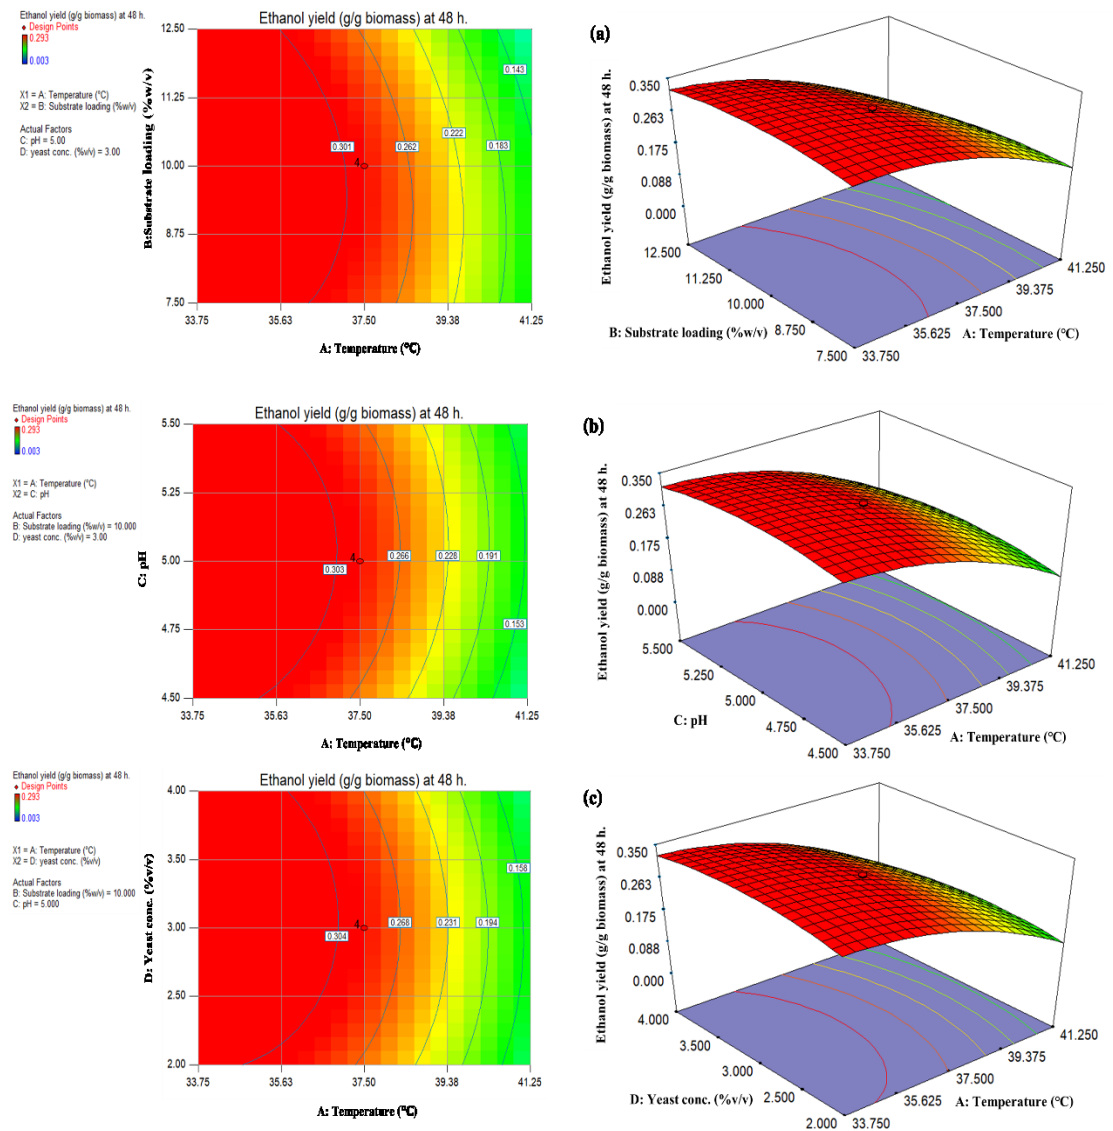 Ethanol yield (g/g biomass) at 48 h.
Design Points
0.293
0.003
X1 = A: Temperature (°C)
X2 = B: Substrate loading (%w/v)
Actual Factors
C: pH = 5.00
D: yeast conc. (%v/v) = 3.00
Ethanol yield (g/g biomass) at 48 h.
B:Substrate loading (%w/v)
12.50
11.25
10.00
8.75
7.50
0.143
0.222
0.301
0.262
0.183
4
33.75
35.63
37.50
39.38
41.25
A: Temperature (°C)
(a)
Ethanol yield (g/g biomass) at 48 h.
0.350
0.263
0.175
0.088
0.000
12.500
11.250
10.000
8.750
7.500
B: Substrate loading (%w/v)
41.250
39.375
37.500
35.625
33.750
A: Temperature (°C)
Ethanol yield (g/g biomass) at 48 h.
Design Points
0.293
0.003
X1 = A: Temperature (°C)
X2 = C: pH
Actual Factors
B: Substrate loading (%w/v) = 10.000
D: yeast conc. (%v/v) = 3.00
Ethanol yield (g/g biomass) at 48 h.
C: pH
5.50
5.25
5.00
4.75
4.50
4
0.303
0.266
0.228
0.191
0.153
33.75
35.63
37.50
39.38
41.25
A: Temperature (°C)
(b)
Ethanol yield (g/g biomass) at 48 h.
0.350
0.263
0.175
0.088
0.000
5.500
5.250
5.000
4.750
4.500
C: pH
41.250
39.375
37.500
35.625
33.750
A: Temperature (°C)
Ethanol yield (g/g biomass) at 48 h.
Design Points
0.293
0.003
X1 = A: Temperature (°C)
X2 = D: yeast conc. (%v/v)
Actual Factors
B: Substrate loading (%w/v) = 10.000
C: pH = 5.000
Ethanol yield (g/g biomass) at 48 h.
D: Yeast conc. (%v/v)
4.00
3.50
3.00
2.50
2.00
0.158
4
0.304
0.268
0.231
0.194
33.75
35.63
37.50
39.38
41.25
A: Temperature (°C)
(c)
Ethanol yield (g/g biomass) at 48 h.
0.350
0.263
0.175
0.088
0.000
4.000
3.500
3.000
2.500
2.000
D: Yeast conc. (%v/v)
41.250
39.375
37.500
35.625
33.750
A: Temperature (°C)